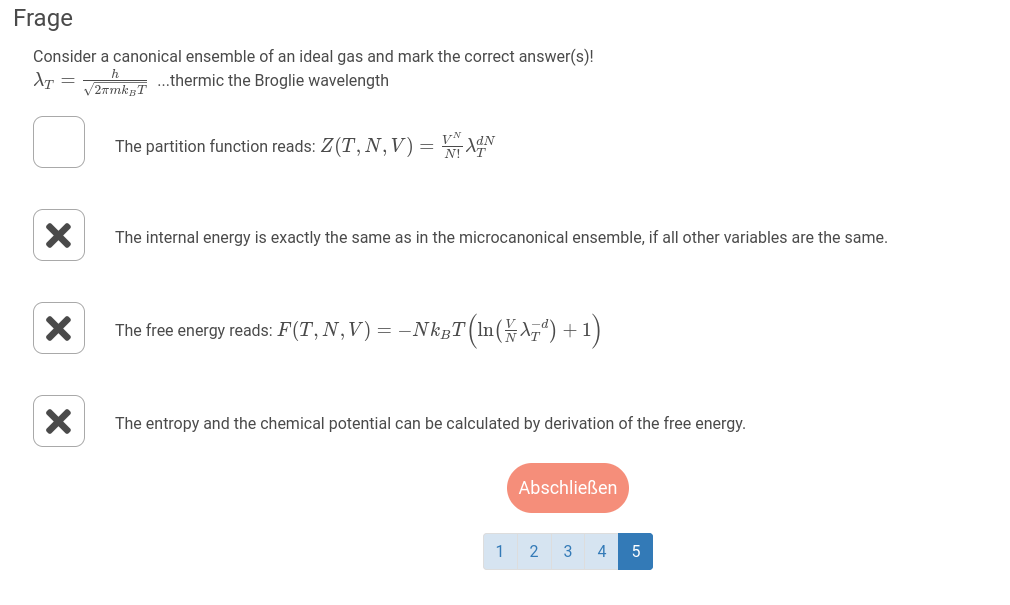 Frage
Consider a canonical ensemble of an ideal gas and mark the correct answer(s)!
$\lambda_T = \frac{h}{\sqrt{2\pi m k_B T}}$ ...thermic the Broglie wavelength
The partition function reads: $Z(T, N, V) = \frac{V^N}{N!} \lambda_T^{dN}$
The internal energy is exactly the same as in the microcanonical ensemble, if all other variables are the same.
The free energy reads: $F(T, N, V) = -N k_B T \left( \ln\left( \frac{V}{N} \lambda_T^{-d} \right) + 1 \right)$
The entropy and the chemical potential can be calculated by derivation of the free energy.
Abschließen
1 2 3 4 5